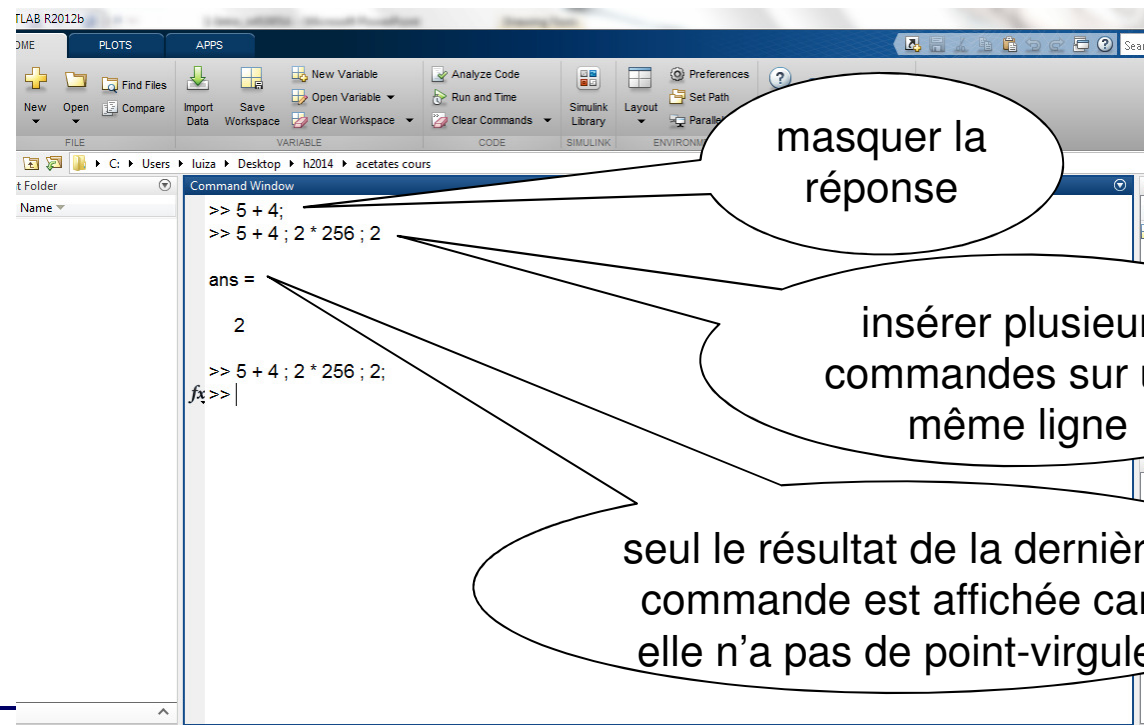 TLAB R2012b
OME PLOTS APPS
New Open Find Files Compare
Import Data Save Workspace New Variable Open Variable Clear Workspace
Analyze Code Run and Time Clear Commands
Simulink Library Layout Preferences Set Path Parallel
FILE VARIABLE CODE SIMULINK ENVIRONM
Sear
C: Users luiza Desktop h2014 acetates cours
t Folder
Name
Command Window
>> 5 + 4;
>> 5 + 4 ; 2 * 256 ; 2
ans =
2
>> 5 + 4 ; 2 * 256 ; 2;
fx >>
masquer la
réponse
insérer plusieur
commandes sur u
même ligne
seul le résultat de la dernièr
commande est affichée car
elle n'a pas de point-virgule